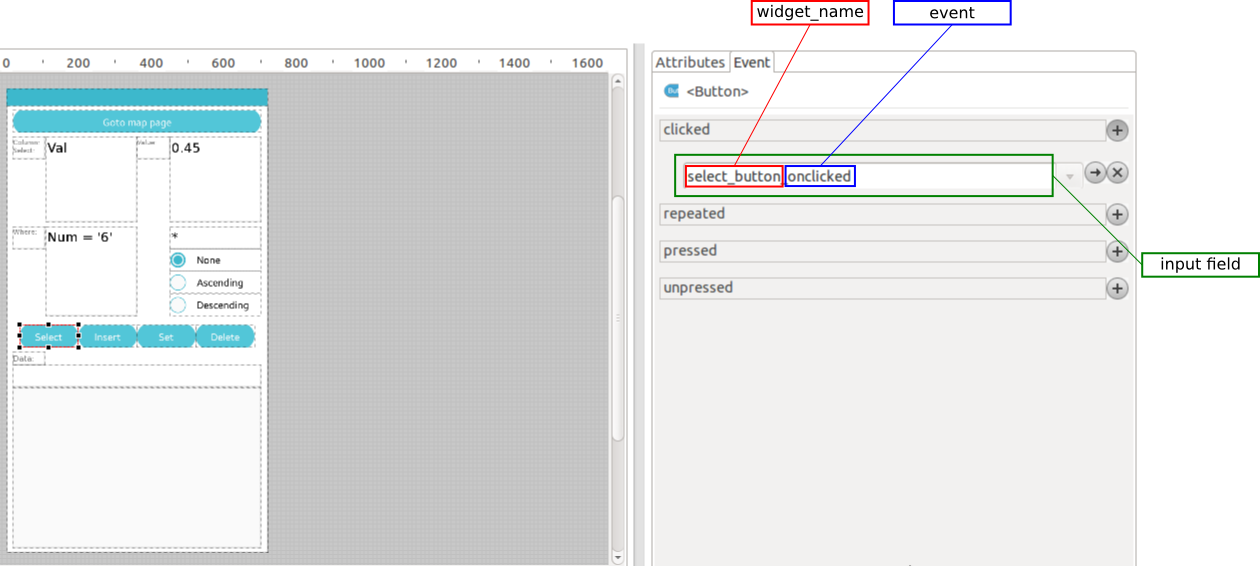 widget_name event
0 200 400 600 800 1000 1200 1400 1600
Attributes Event
<Button>
Goto map page
clicked
Column
Select:
Val
Value
0.45
select_button_onclicked
repeated
Where:
Num = '6'
*
pressed
None
input field
Ascending
unpressed
Descending
Select Insert Set Delete
Data: